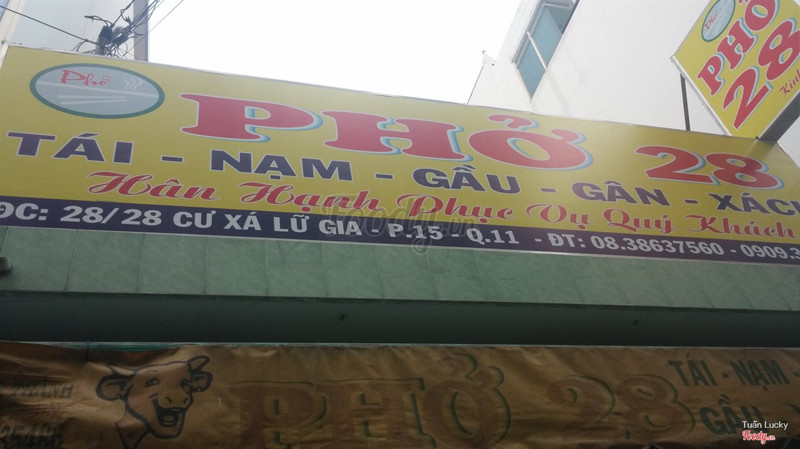 Phở
PHỞ 28
TÁI - NẠM - GẦU - GÂN - XÁCH
Hân Hạnh Phục Vụ Quý Khách
ĐC: 28/28 CƯ XÁ LỮ GIA P.15 - Q.11 - ĐT: 08.38637560 - 0909.3
PHỞ
28
PHỞ 28
TÁI - NẠM -
GẦU
Foody.vn
Tuấn Lucky
Foody.vn